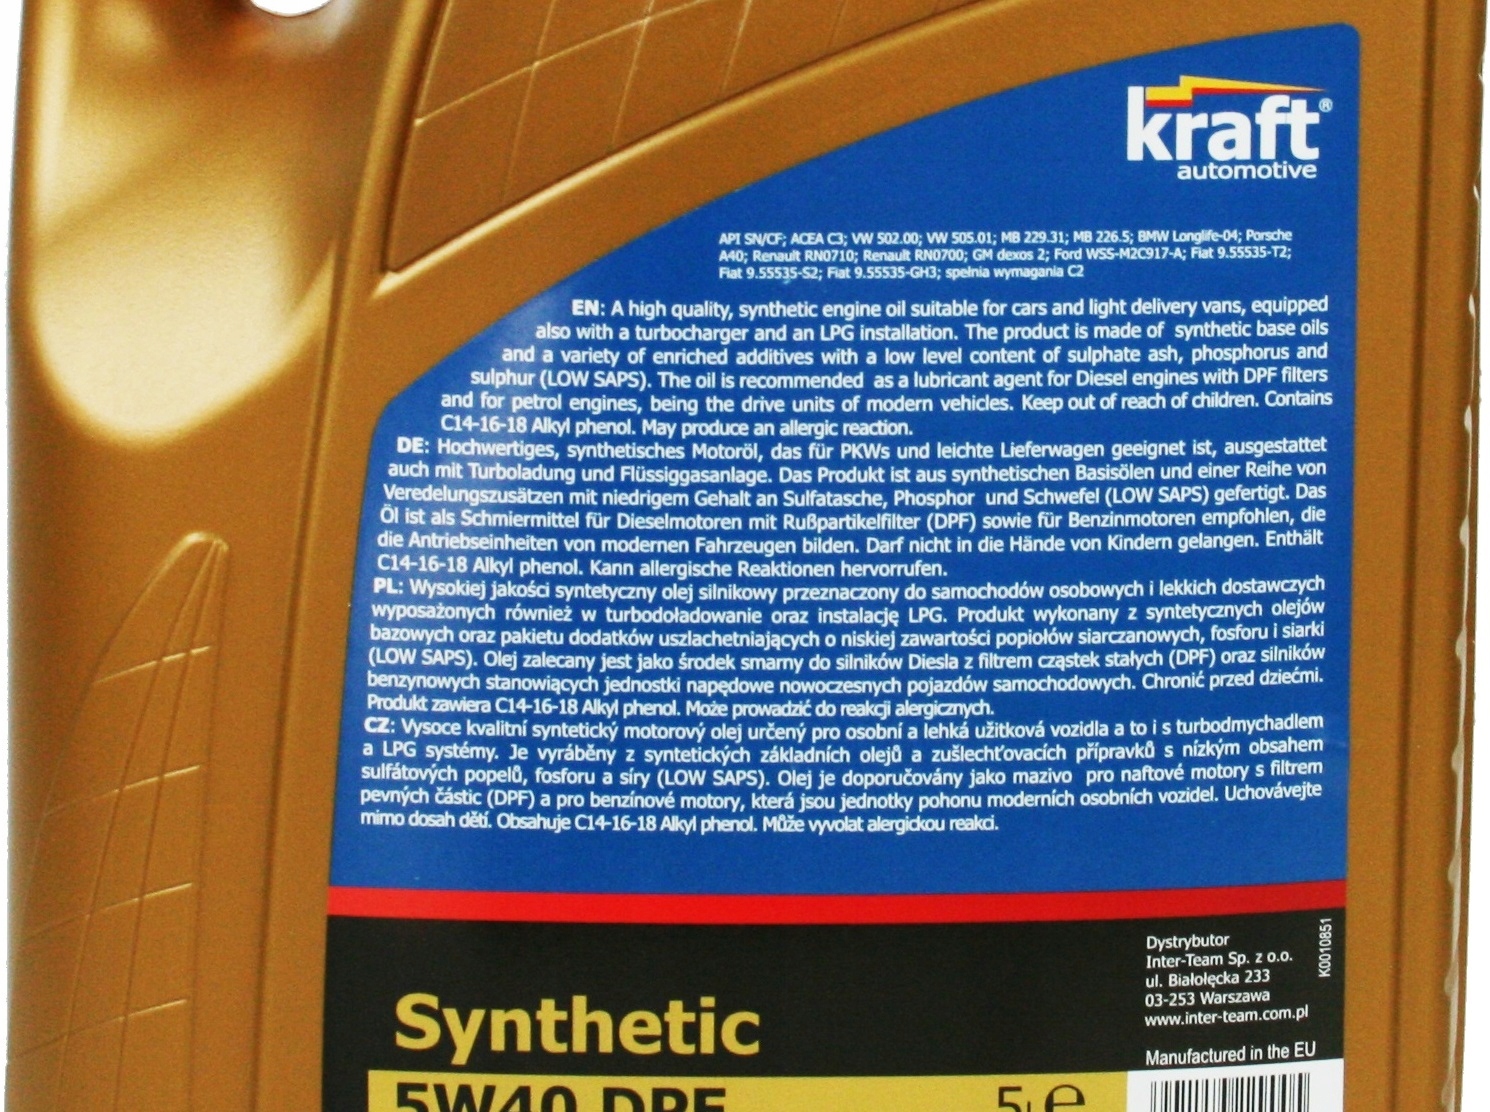 kraft®
automotive
API SN/CF; ACEA C3; VW 502.00; VW 505.01; MB 229.31; MB 226.5; BMW Longlife-04; Porsche
A40; Renault RN0710; Renault RN0700; GM dexos 2; Ford WSS-M2C917-A; Fiat 9.55535-T2;
Fiat 9.55535-S2; Fiat 9.55535-GH3; spełnia wymagania C2
EN: A high quality, synthetic engine oil suitable for cars and light delivery vans, equipped
also with a turbocharger and an LPG installation. The product is made of synthetic base oils
and a variety of enriched additives with a low level content of sulphate ash, phosphorus and
sulphur (LOW SAPS). The oil is recommended as a lubricant agent for Diesel engines with DPF filters
and for petrol engines, being the drive units of modern vehicles. Keep out of reach of children. Contains
C14-16-18 Alkyl phenol. May produce an allergic reaction.
DE: Hochwertiges, synthetisches Motoröl, das für PKWs und leichte Lieferwagen geeignet ist, ausgestattet
auch mit Turboladung und Flüssiggasanlage. Das Produkt ist aus synthetischen Basisölen und einer Reihe von
Veredelungszusätzen mit niedrigem Gehalt an Sulfatasche, Phosphor und Schwefel (LOW SAPS) gefertigt. Das
Öl ist als Schmiermittel für Dieselmotoren mit Rußpartikelfilter (DPF) sowie für Benzinmotoren empfohlen, die
die Antriebseinheiten von modernen Fahrzeugen bilden. Darf nicht in die Hände von Kindern gelangen. Enthält
C14-16-18 Alkyl phenol. Kann allergische Reaktionen hervorrufen.
PL: Wysokiej jakości syntetyczny olej silnikowy przeznaczony do samochodów osobowych i lekkich dostawczych
wyposażonych również w turbodoładowanie oraz instalację LPG. Produkt wykonany z syntetycznych olejów
bazowych oraz pakietu dodatków uszlachetniających o niskiej zawartości popiołów siarczanowych, fosforu i siarki
(LOW SAPS). Olej zalecany jest jako środek smarny do silników Diesla z filtrem cząstek stałych (DPF) oraz silników
benzynowych stanowiących jednostki napędowe nowoczesnych pojazdów samochodowych. Chronić przed dziećmi.
Produkt zawiera C14-16-18 Alkyl phenol. Może prowadzić do reakcji alergicznych.
CZ: Vysoce kvalitní syntetický motorový olej určený pro osobní a lehká užitková vozidla a to i s turbodmychadlem
a LPG systémy. Je vyráběny z syntetických základních olejů a zušlechťovacích přípravků s nízkým obsahem
sulfátových popelů, fosforu a síry (LOW SAPS). Olej je doporučovány jako mazivo pro naftové motory s filtrem
pevných částic (DPF) a pro benzínové motory, která jsou jednotky pohonu moderních osobních vozidel. Uchovávejte
mimo dosah dětí. Obsahuje C14-16-18 Alkyl phenol. Může vyvolat alergickou reakci.
Dystrybutor
Inter-Team Sp. z o.o.
ul. Białołęcka 233
03-253 Warszawa
www.inter-team.com.pl
Manufactured in the EU
K0010851
Synthetic
5W40 DPF
5L e